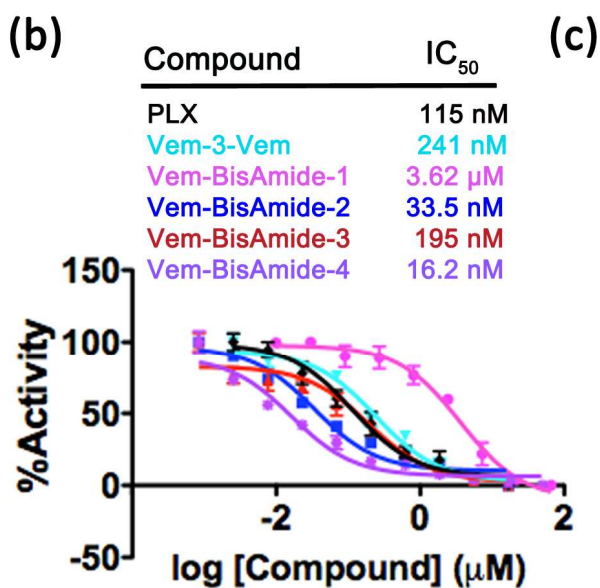 (b)
(c)
Compound IC50
PLX 115 nM
Vem-3-Vem 241 nM
Vem-BisAmide-1 3.62 µM
Vem-BisAmide-2 33.5 nM
Vem-BisAmide-3 195 nM
Vem-BisAmide-4 16.2 nM
150
100
50
0
-50
%Activity
-2 0 2
log [Compound] (µM)